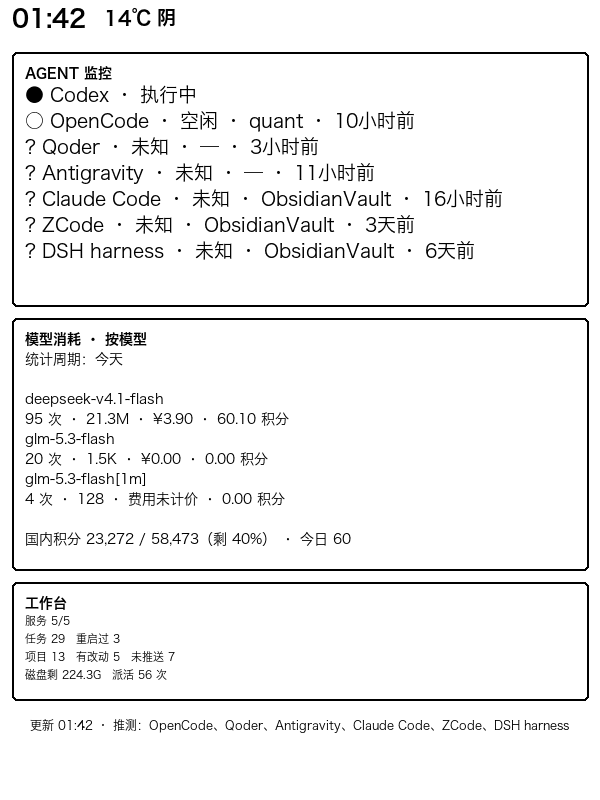 01:42 14℃ 阴
AGENT 监控
● Codex · 执行中
○ OpenCode · 空闲 · quant · 10小时前
? Qoder · 未知 · — · 3小时前
? Antigravity · 未知 · — · 11小时前
? Claude Code · 未知 · ObsidianVault · 16小时前
? ZCode · 未知 · ObsidianVault · 3天前
? DSH harness · 未知 · ObsidianVault · 6天前
模型消耗 · 按模型
统计周期：今天
deepseek-v4.1-flash
95 次 · 21.3M · ¥3.90 · 60.10 积分
glm-5.3-flash
20 次 · 1.5K · ¥0.00 · 0.00 积分
glm-5.3-flash[1m]
4 次 · 128 · 费用未计价 · 0.00 积分
国内积分 23,272 / 58,473（剩 40%） · 今日 60
工作台
服务 5/5
任务 29 重启过 3
项目 13 有改动 5 未推送 7
磁盘剩 224.3G 派活 56 次
更新 01:42 · 推测：OpenCode、Qoder、Antigravity、Claude Code、ZCode、DSH harness